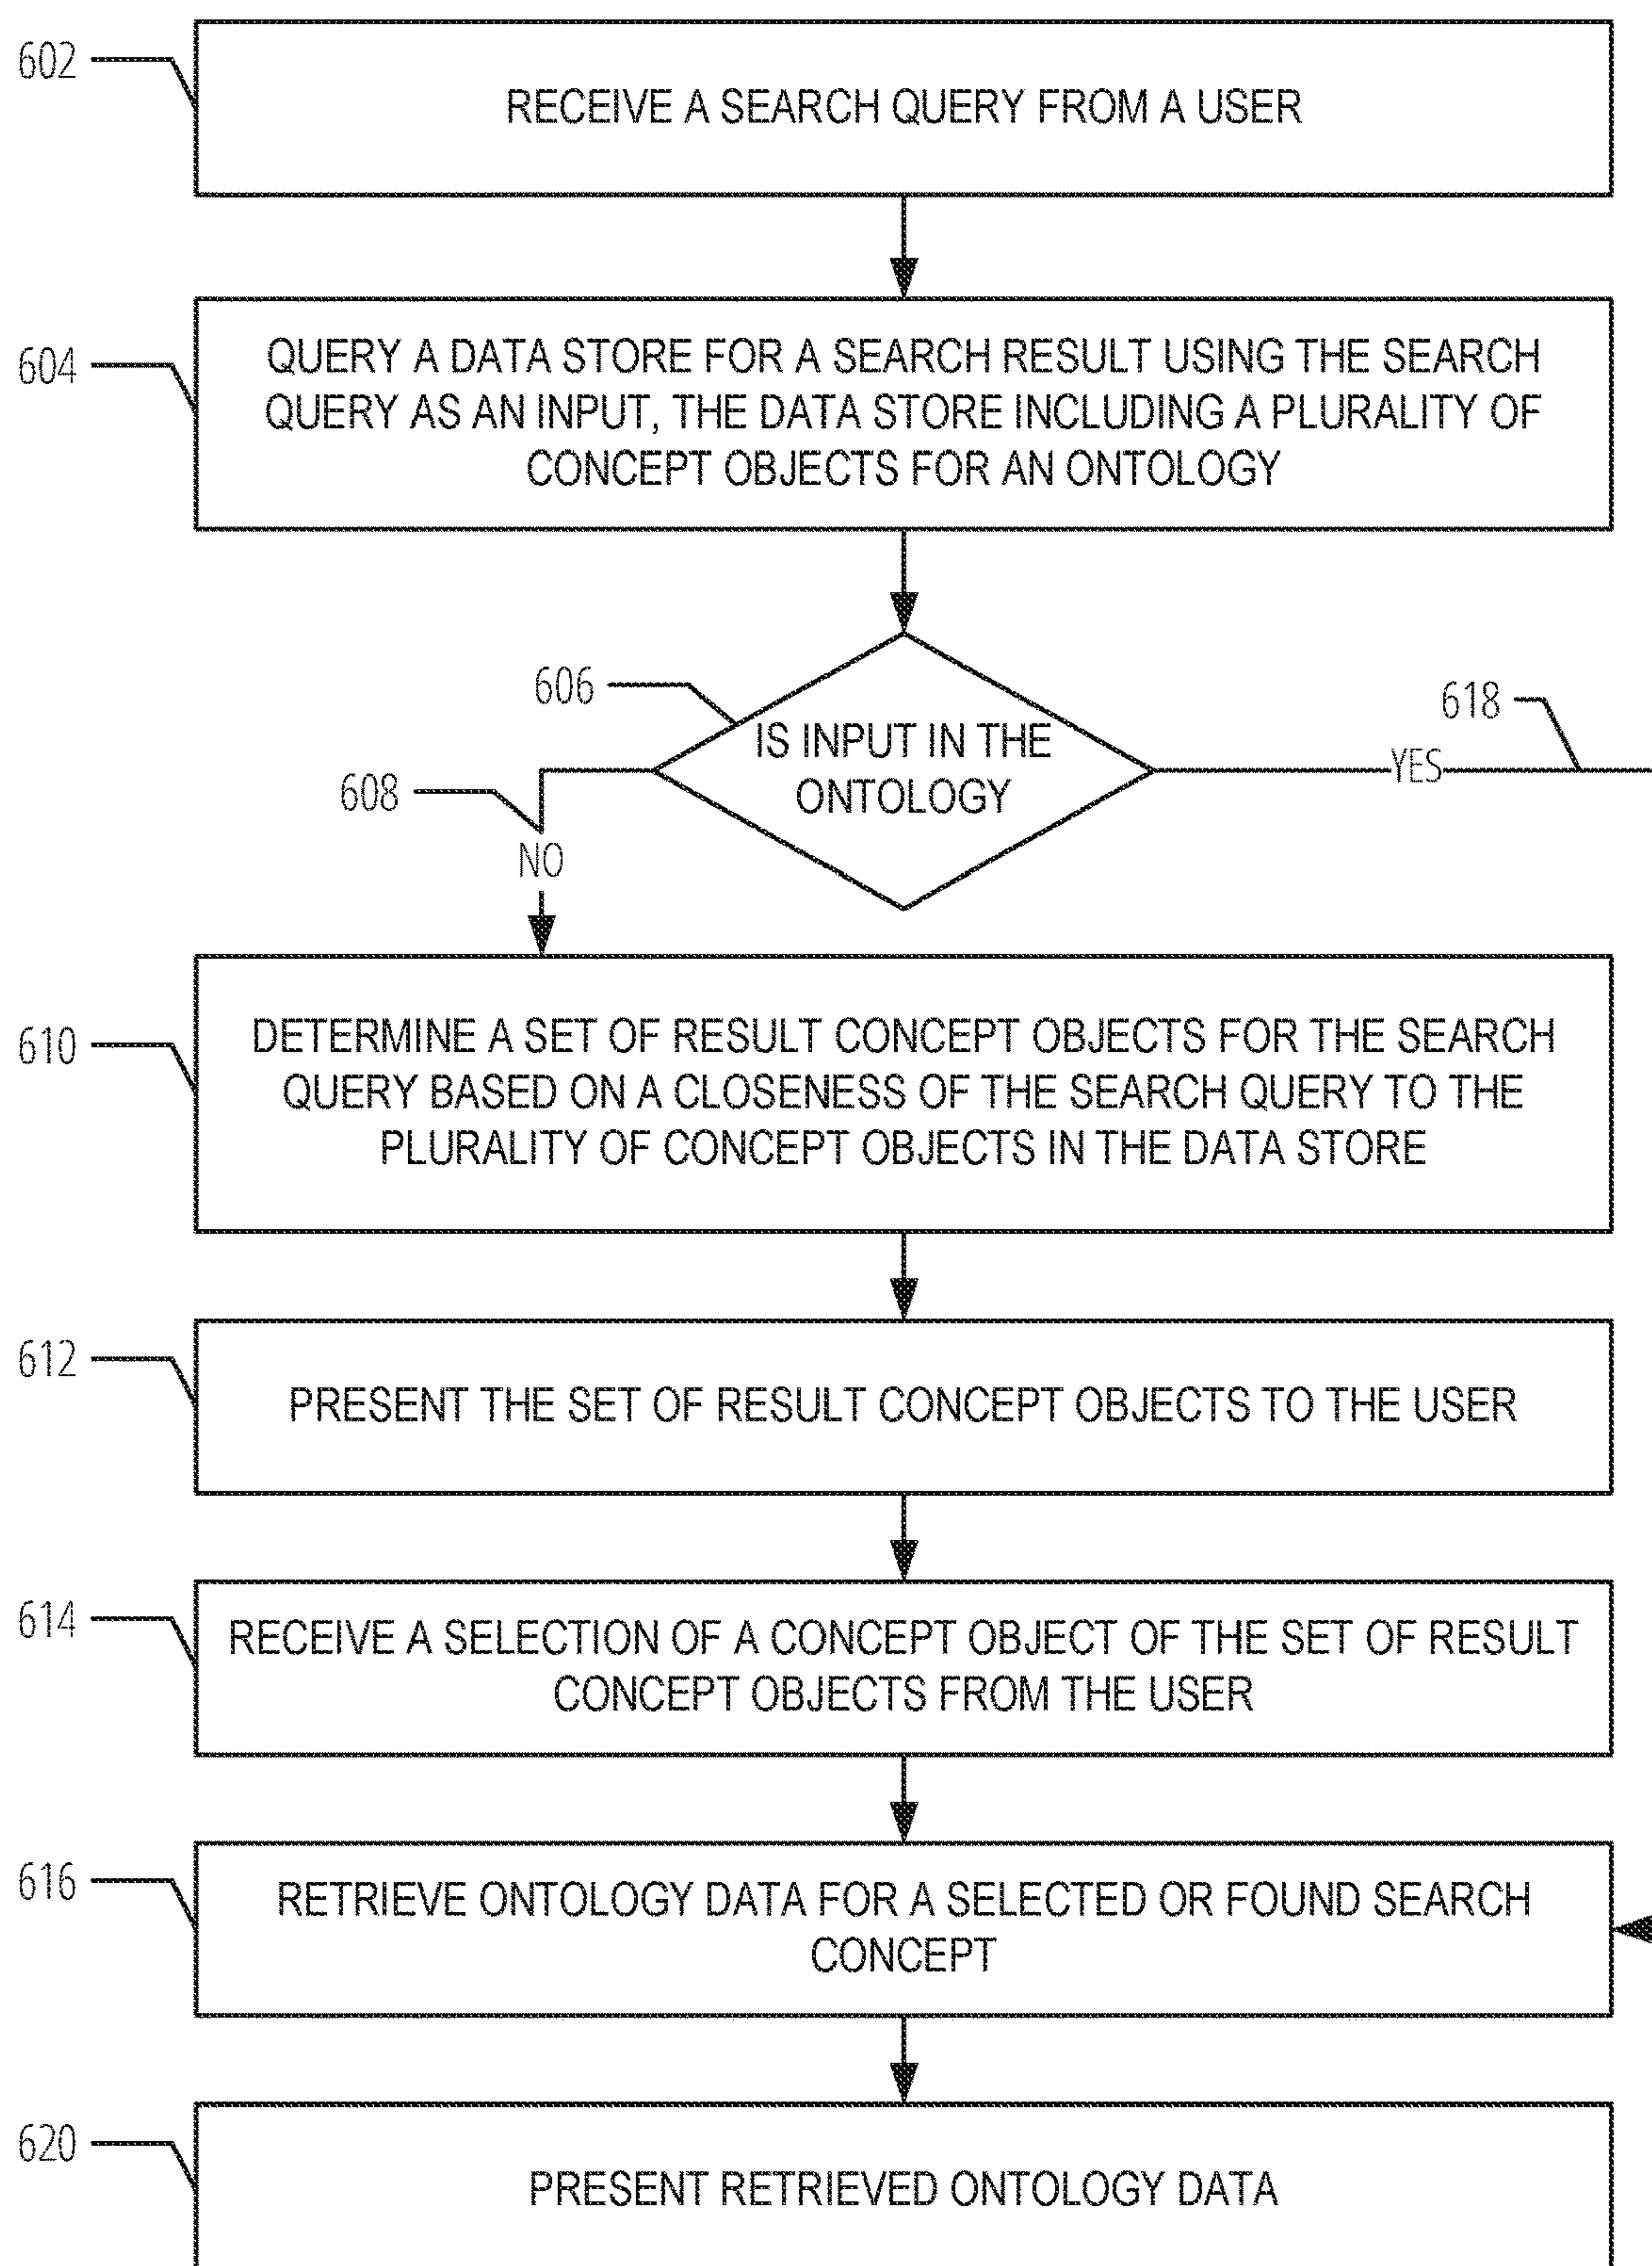 602
RECEIVE A SEARCH QUERY FROM A USER
604
QUERY A DATA STORE FOR A SEARCH RESULT USING THE SEARCH
QUERY AS AN INPUT, THE DATA STORE INCLUDING A PLURALITY OF
CONCEPT OBJECTS FOR AN ONTOLOGY
606
IS INPUT IN THE
ONTOLOGY
618
YES
608
NO
610
DETERMINE A SET OF RESULT CONCEPT OBJECTS FOR THE SEARCH
QUERY BASED ON A CLOSENESS OF THE SEARCH QUERY TO THE
PLURALITY OF CONCEPT OBJECTS IN THE DATA STORE
612
PRESENT THE SET OF RESULT CONCEPT OBJECTS TO THE USER
614
RECEIVE A SELECTION OF A CONCEPT OBJECT OF THE SET OF RESULT
CONCEPT OBJECTS FROM THE USER
616
RETRIEVE ONTOLOGY DATA FOR A SELECTED OR FOUND SEARCH
CONCEPT
620
PRESENT RETRIEVED ONTOLOGY DATA